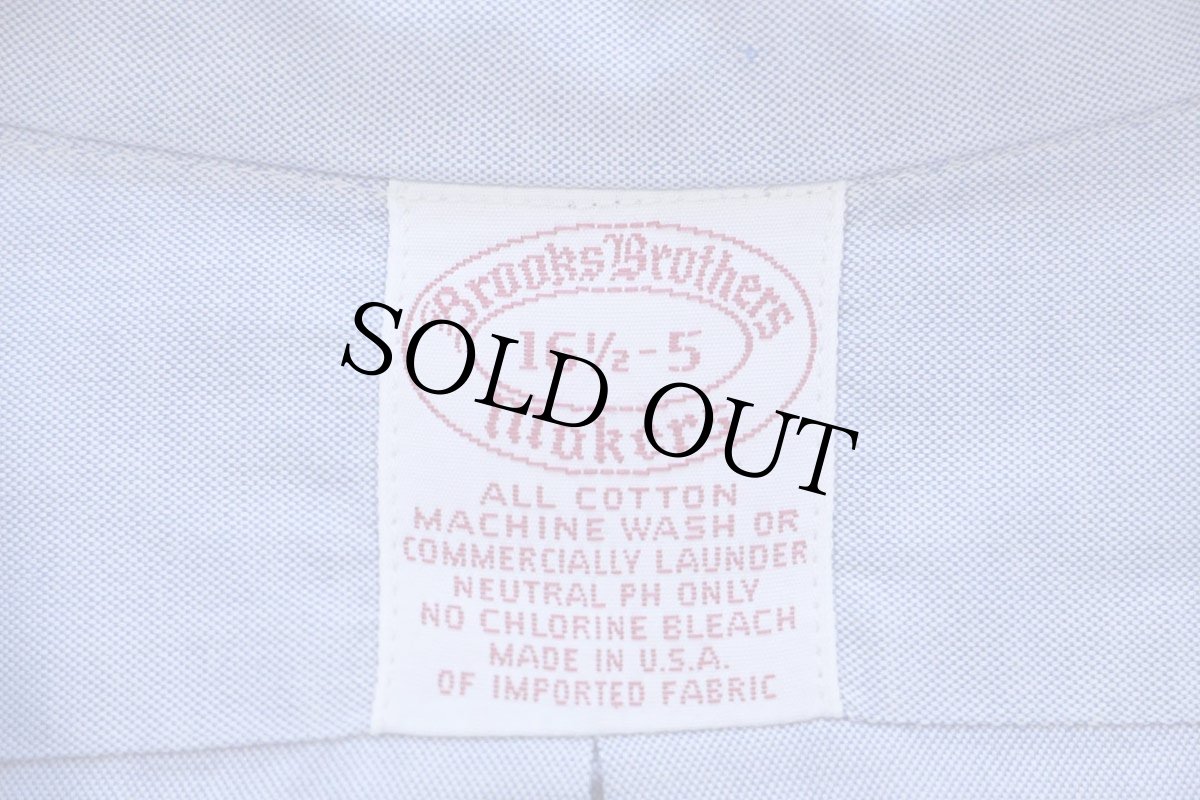 Brooks Brothers
16½-5
Makers
SOLD OUT
ALL COTTON
MACHINE WASH OR
COMMERCIALLY LAUNDER
NEUTRAL PH ONLY
NO CHLORINE BLEACH
MADE IN U.S.A.
OF IMPORTED FABRIC